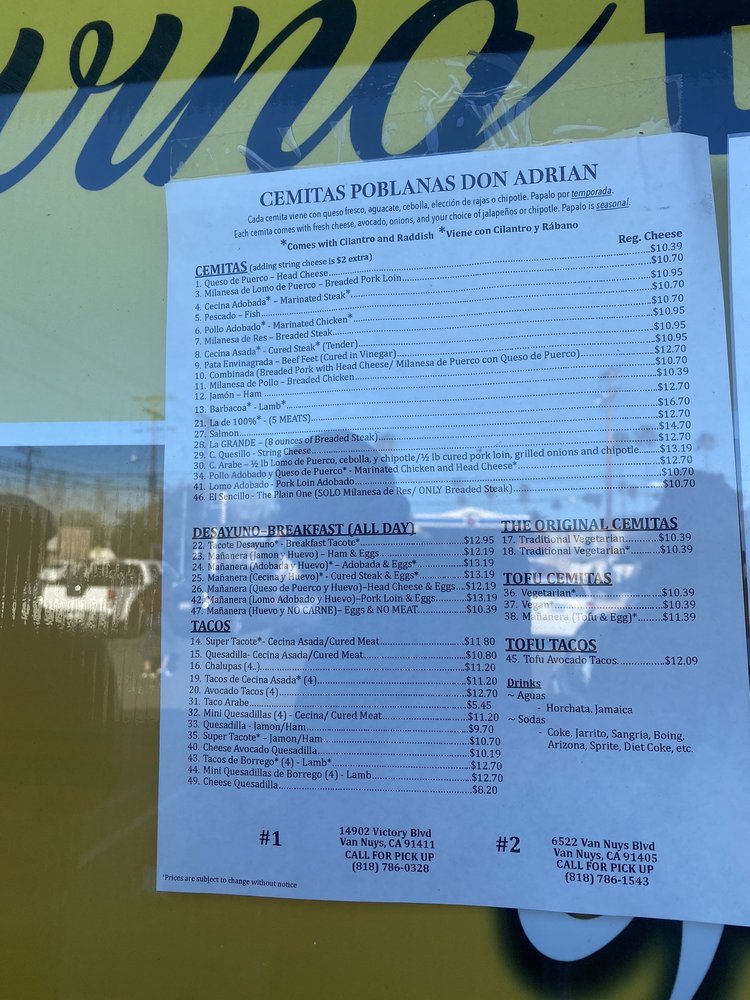 CEMITAS POBLANAS DON ADRIAN
Cada cemita viene con queso fresco, aguacate, cebolla, elección de rajas o chipotle. Papalo por temporada.
Each cemita comes with fresh cheese, avocado, onions, and your choice of jalapeños or chipotle. Papalo is seasonal.
*Comes with Cilantro and Raddish *Viene con Cilantro y Rábano
CEMITAS (adding string cheese is $2 extra) Reg. Cheese
1. Queso de Puerco – Head Cheese $10.39
3. Milanesa de Lomo de Puerco – Breaded Pork Loin $10.70
4. Cecina Adobada* – Marinated Steak* $10.95
5. Pescado – Fish $10.70
6. Pollo Adobado* - Marinated Chicken* $10.70
7. Milanesa de Res – Breaded Steak $10.95
8. Cecina Asada* - Cured Steak* (Tender) $10.95
9. Pata Envinagrada – Beef Feet (Cured in Vinegar) $10.95
10. Combinada (Breaded Pork with Head Cheese/ Milanesa de Puerco con Queso de Puerco) $12.70
11. Milanesa de Pollo – Breaded Chicken $10.70
12. Jamón – Ham $10.39
13. Barbacoa* - Lamb* $12.70
21. La de 100%* - (5 MEATS) $16.70
27. Salmon $12.70
28. La GRANDE – (8 ounces of Breaded Steak) $14.70
29. C. Quesillo - String Cheese $12.70
30. C. Arabe – ½ lb Lomo de Puerco, cebolla, y chipotle/½ lb cured pork loin, grilled onions and chipotle $13.19
34. Pollo Adobado y Queso de Puerco* - Marinated Chicken and Head Cheese* $12.70
41. Lomo Adobado - Pork Loin Adobado $10.70
46. El Sencillo - The Plain One (SOLO Milanesa de Res/ ONLY Breaded Steak) $10.70
DESAYUNO–BREAKFAST (ALL DAY)
22. Tacote Desayuno* - Breakfast Tacote* $12.95
23. Mañanera (Jamon y Huevo) – Ham & Eggs $12.19
24. Mañanera (Adobada y Huevo)* – Adobada & Eggs* $13.19
25. Mañanera (Cecina y Huevo)* - Cured Steak & Eggs* $13.19
26. Mañanera (Queso de Puerco y Huevo)–Head Cheese & Eggs $12.19
42. Mañanera (Lomo Adobado y Huevo)–Pork Loin & Eggs $13.19
47. Mañanera (Huevo y NO CARNE)– Eggs & NO MEAT $10.39
TACOS
14. Super Tacote*- Cecina Asada/Cured Meat $11.80
15. Quesadilla- Cecina Asada/Cured Meat $10.80
16. Chalupas (4.) $11.20
19. Tacos de Cecina Asada* (4) $11.20
20. Avocado Tacos (4) $12.70
31. Taco Arabe $5.45
32. Mini Quesadillas (4) - Cecina/ Cured Meat $11.20
33. Quesadilla - Jamon/Ham $9.70
35. Super Tacote* – Jamon/Ham $10.70
40. Cheese Avocado Quesadilla $10.19
43. Tacos de Borrego* (4) - Lamb* $12.70
44. Mini Quesadillas de Borrego (4) - Lamb $12.70
49. Cheese Quesadilla $8.20
THE ORIGINAL CEMITAS
17. Traditional Vegetarian $10.39
18. Traditional Vegetarian* $10.39
TOFU CEMITAS
36. Vegetarian* $10.39
37. Vegan* $10.39
38. Mañanera (Tofu & Egg)* $11.39
TOFU TACOS
45. Tofu Avocado Tacos $12.09
Drinks
~ Aguas
- Horchata, Jamaica
~ Sodas
- Coke, Jarrito, Sangria, Boing,
Arizona, Sprite, Diet Coke, etc.
#1
14902 Victory Blvd
Van Nuys, CA 91411
CALL FOR PICK UP
(818) 786-0328
#2
6522 Van Nuys Blvd
Van Nuys, CA 91405
CALL FOR PICK UP
(818) 786-1543
*Prices are subject to change without notice